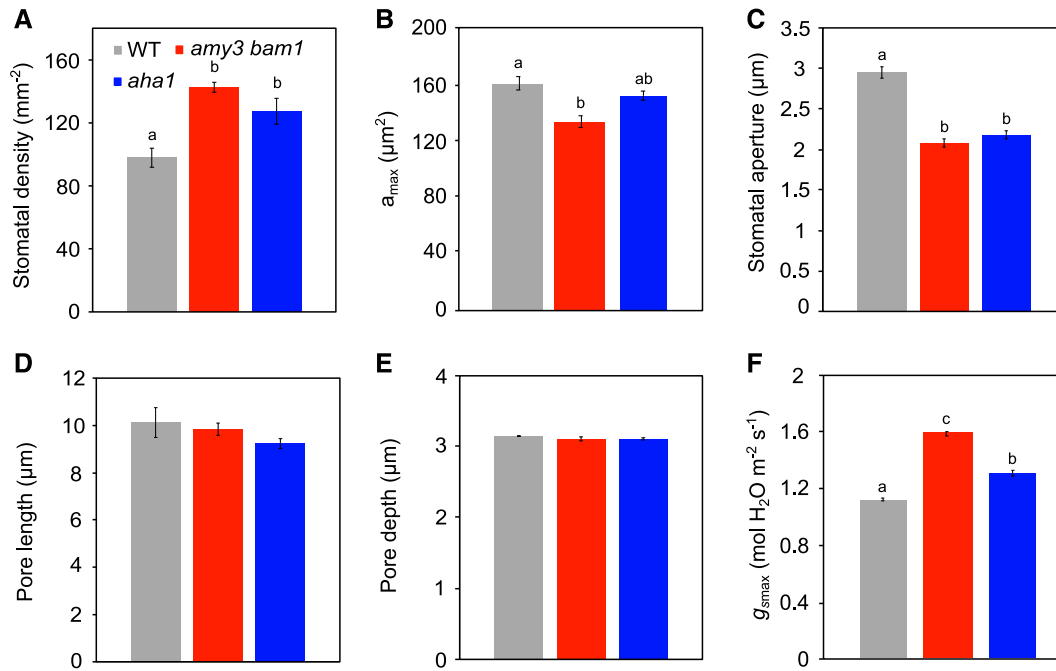 A
Stomatal density (mm-2)
160
120
80
40
0
WT
amy3 bam1
aha1
a
b
b
B
amax (µm2)
200
160
140
80
40
0
a
b
ab
C
Stomatal aperture (µm)
3.5
3
2.5
2
1.5
1
0.5
0
a
b
b
D
Pore length (µm)
12
10
8
6
4
2
0
E
Pore depth (µm)
4
3
2
1
0
F
gsmax (mol H2O m-2 s-1)
2
1.6
1.2
0.8
0.4
0
a
c
b